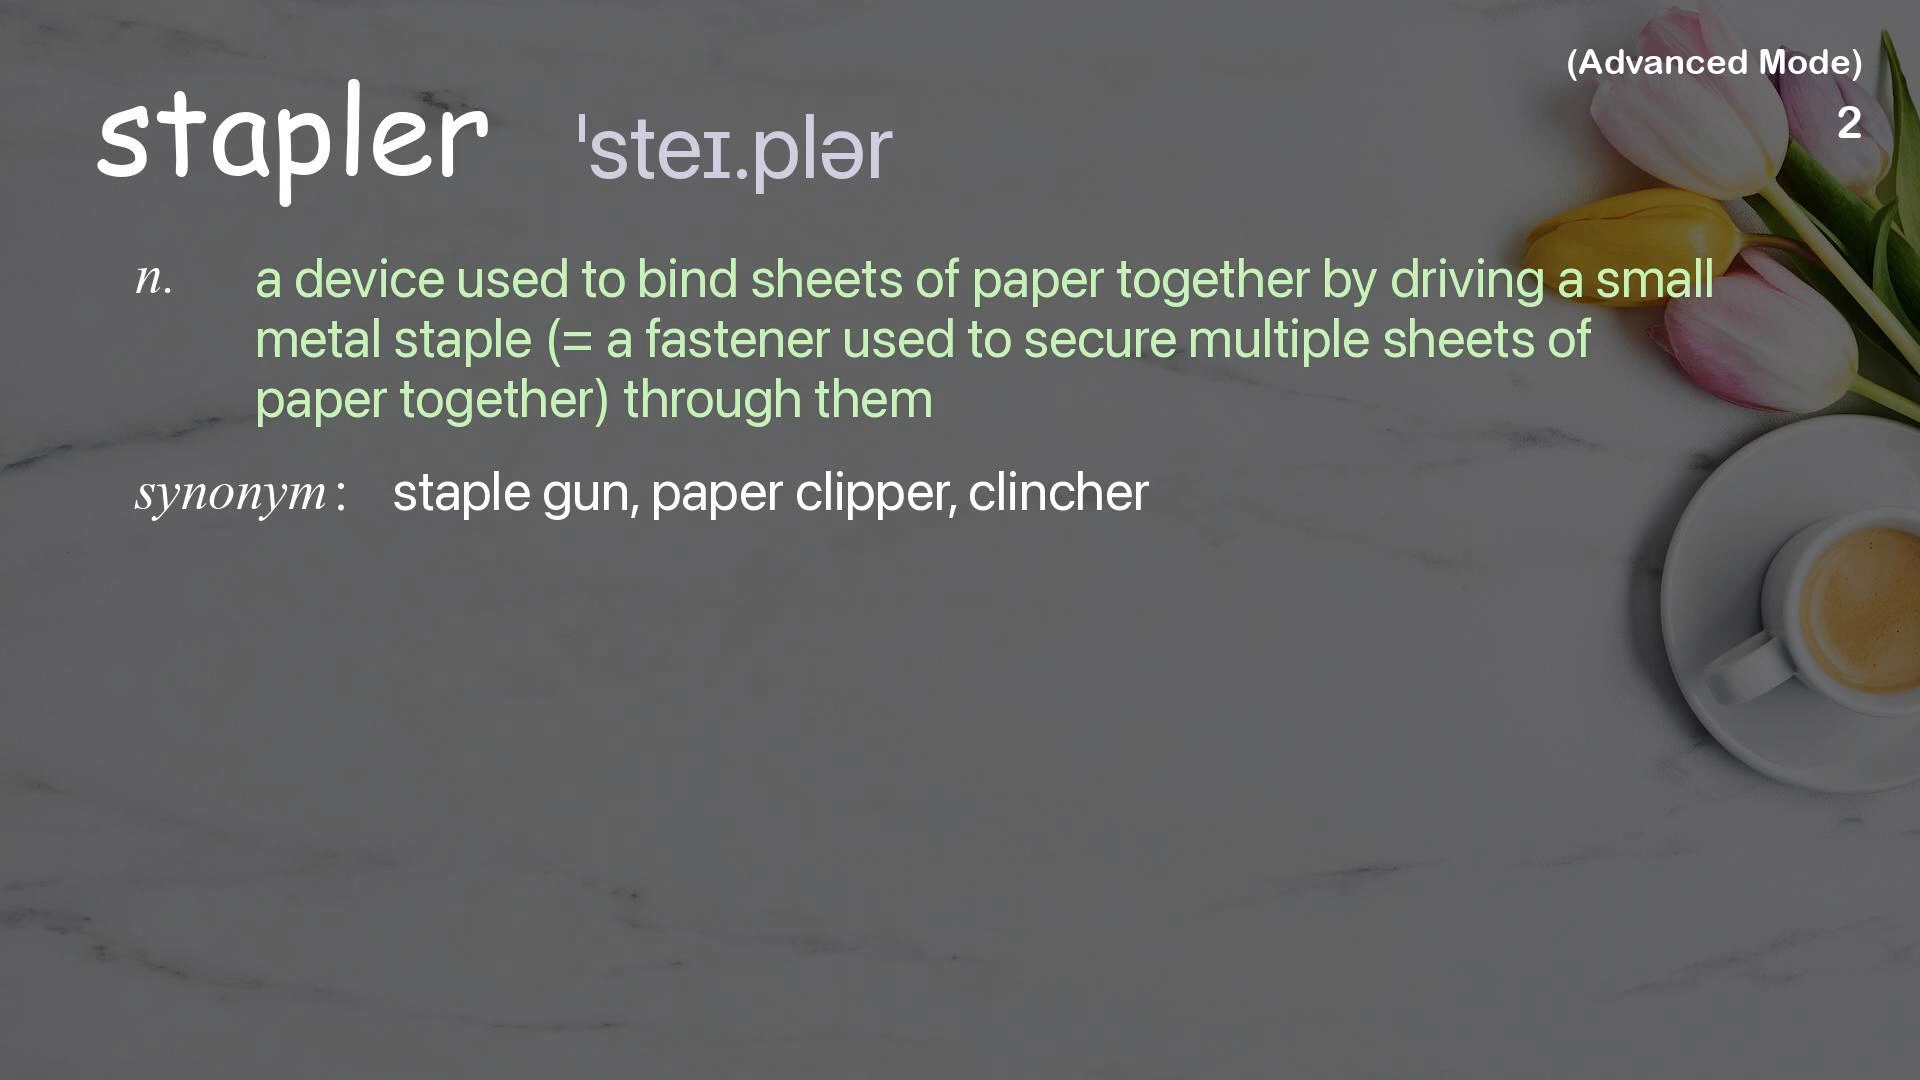 (Advanced Mode)
2
stapler ˈsteɪ.plər
n. a device used to bind sheets of paper together by driving a small
metal staple (= a fastener used to secure multiple sheets of
paper together) through them
synonym: staple gun, paper clipper, clincher